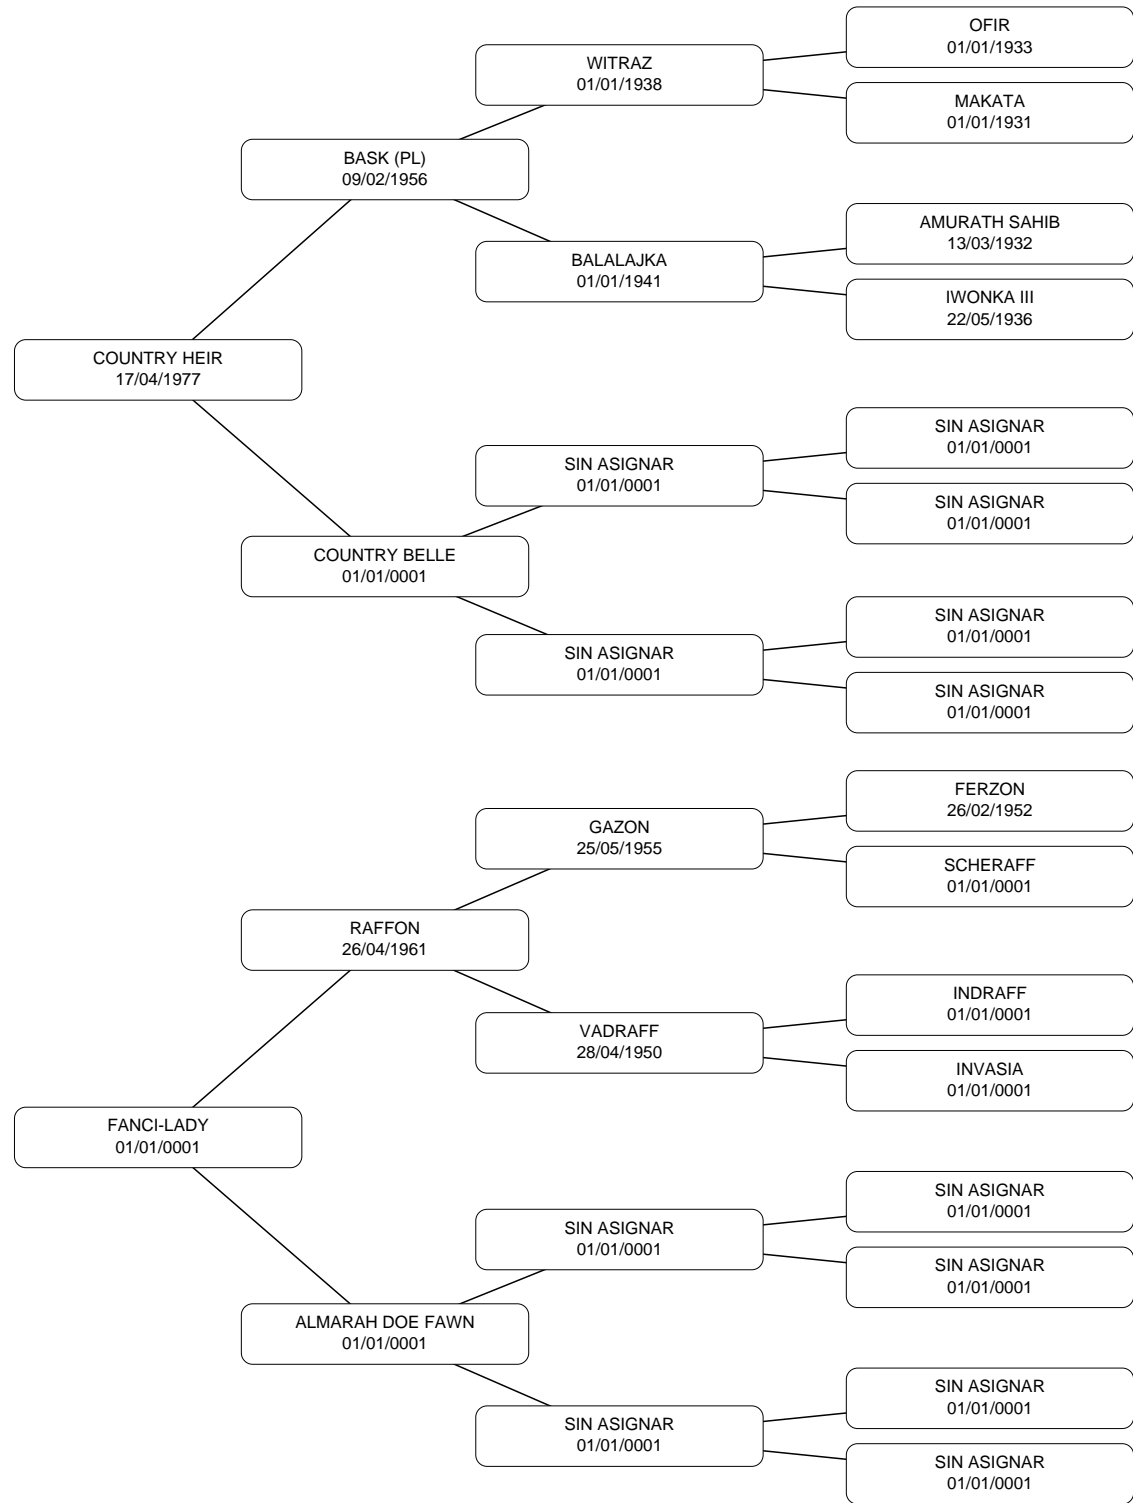 OFIR
01/01/1933
WITRAZ
01/01/1938
MAKATA
01/01/1931
BASK (PL)
09/02/1956
AMURATH SAHIB
13/03/1932
BALALAJKA
01/01/1941
IWONKA III
22/05/1936
COUNTRY HEIR
17/04/1977
SIN ASIGNAR
01/01/0001
SIN ASIGNAR
01/01/0001
SIN ASIGNAR
01/01/0001
COUNTRY BELLE
01/01/0001
SIN ASIGNAR
01/01/0001
SIN ASIGNAR
01/01/0001
SIN ASIGNAR
01/01/0001
FERZON
26/02/1952
GAZON
25/05/1955
SCHERAFF
01/01/0001
RAFFON
26/04/1961
INDRAFF
01/01/0001
VADRAFF
28/04/1950
INVASIA
01/01/0001
FANCI-LADY
01/01/0001
SIN ASIGNAR
01/01/0001
SIN ASIGNAR
01/01/0001
SIN ASIGNAR
01/01/0001
ALMARAH DOE FAWN
01/01/0001
SIN ASIGNAR
01/01/0001
SIN ASIGNAR
01/01/0001
SIN ASIGNAR
01/01/0001